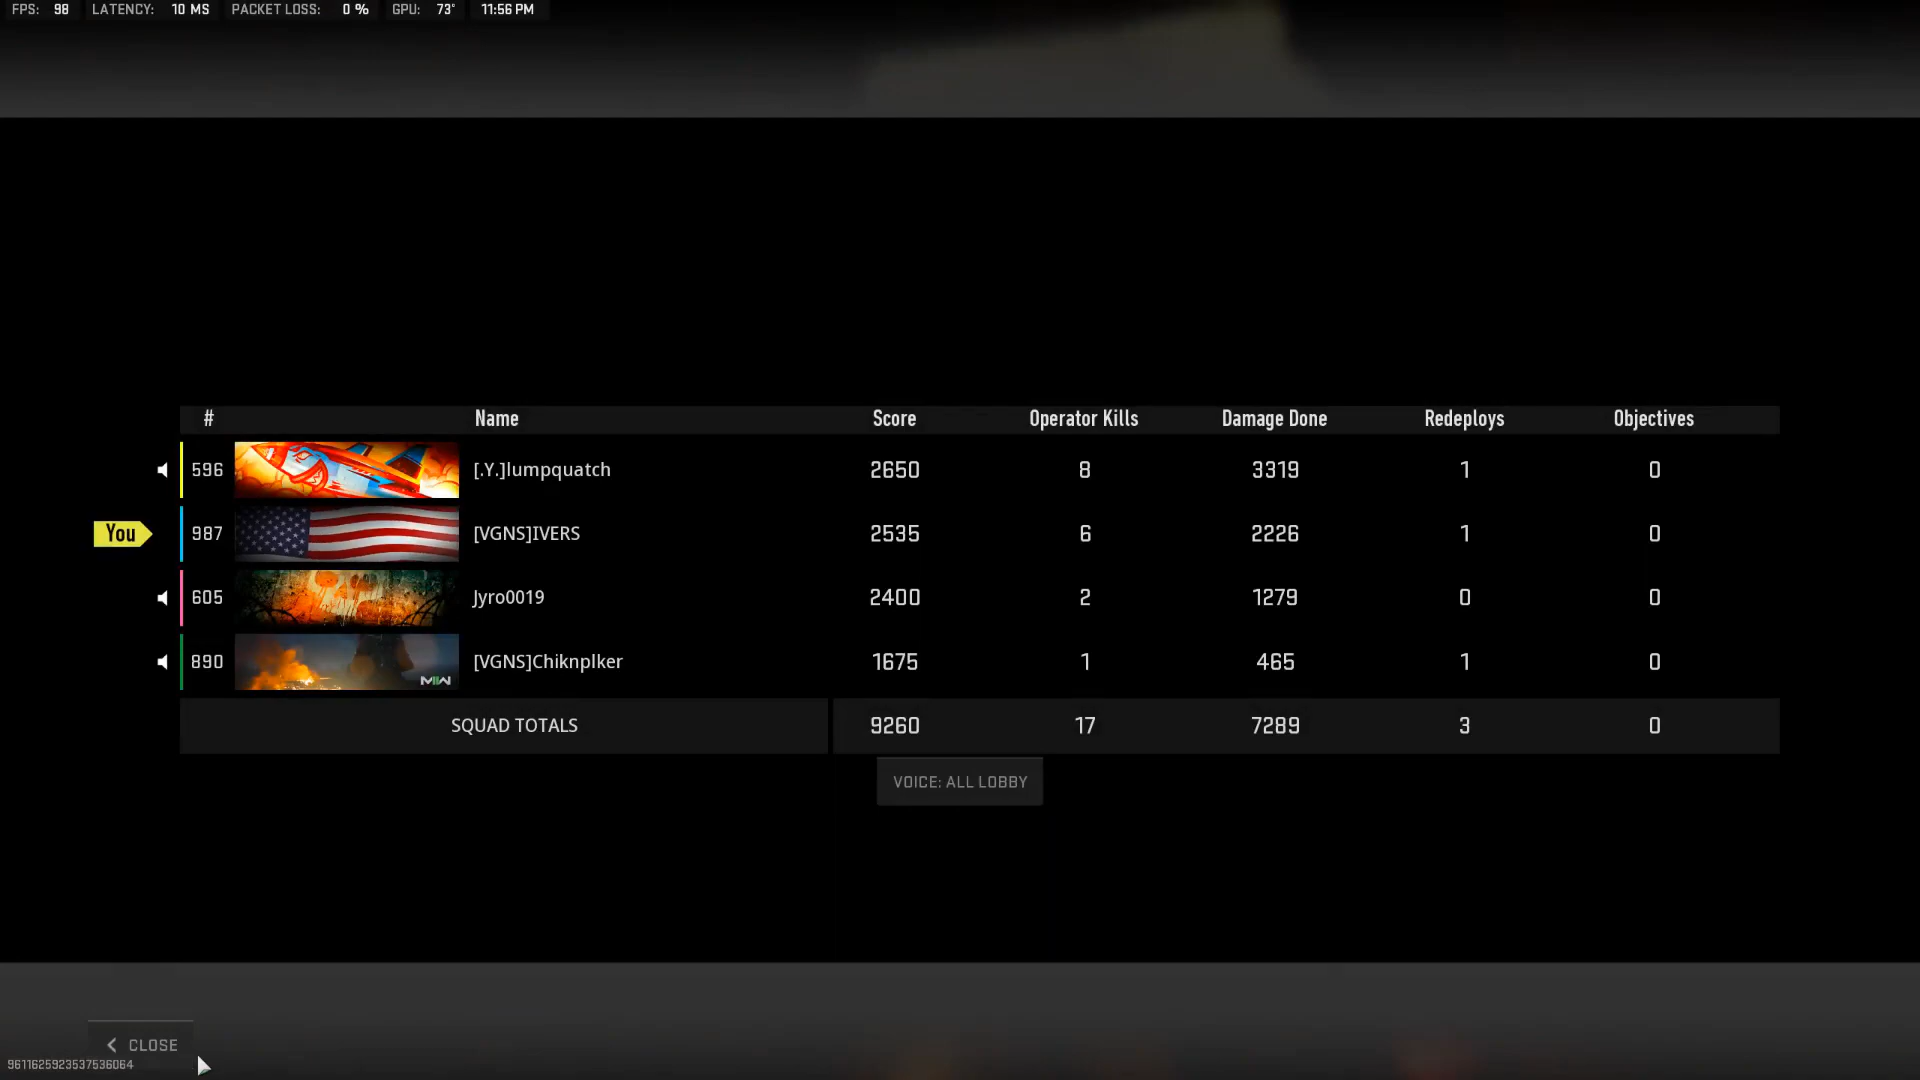 FPS: 98 LATENCY: 10 MS PACKET LOSS: 0 % GPU: 73° 11:56 PM
# Name Score Operator Kills Damage Done Redeploys Objectives
596 [.Y.]lumpquatch 2650 8 3319 1 0
You 987 [VGNS]IVERS 2535 6 2226 1 0
605 Jyro0019 2400 2 1279 0 0
890 MW [VGNS]Chiknplker 1675 1 465 1 0
SQUAD TOTALS 9260 17 7289 3 0
VOICE: ALL LOBBY
CLOSE
9611625923537536064